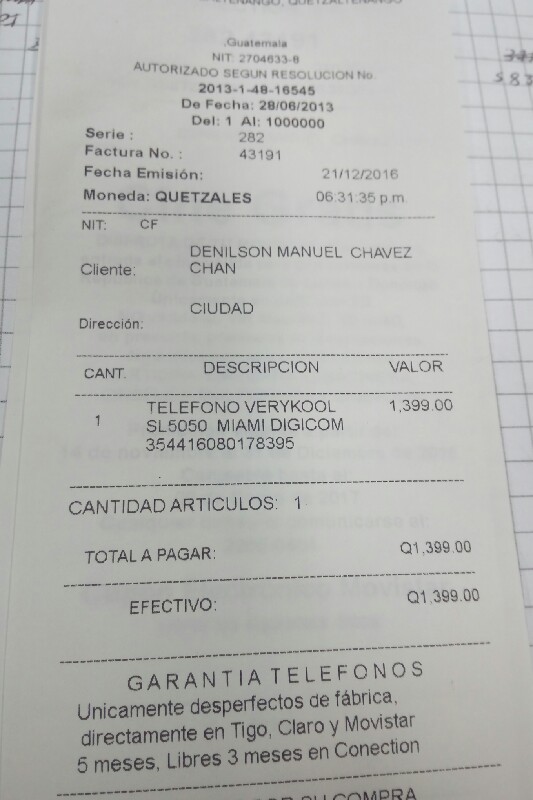 QUETZALTENANGO
,Guatemala
NIT: 2704633-8
AUTORIZADO SEGUN RESOLUCION No.
2013-1-48-16545
De Fecha: 28/06/2013
Del: 1 Al: 1000000
Serie : 282
Factura No. : 43191
Fecha Emisión: 21/12/2016
Moneda: QUETZALES 06:31:35 p.m.
NIT: CF
DENILSON MANUEL CHAVEZ
Cliente: CHAN
CIUDAD
Dirección:
CANT. DESCRIPCION VALOR
1 TELEFONO VERYKOOL 1,399.00
SL5050 MIAMI DIGICOM
354416080178395
CANTIDAD ARTICULOS: 1
TOTAL A PAGAR: Q1,399.00
EFECTIVO: Q1,399.00
GARANTIA TELEFONOS
Unicamente desperfectos de fábrica,
directamente en Tigo, Claro y Movistar
5 meses, Libres 3 meses en Conection
SU COMPRA